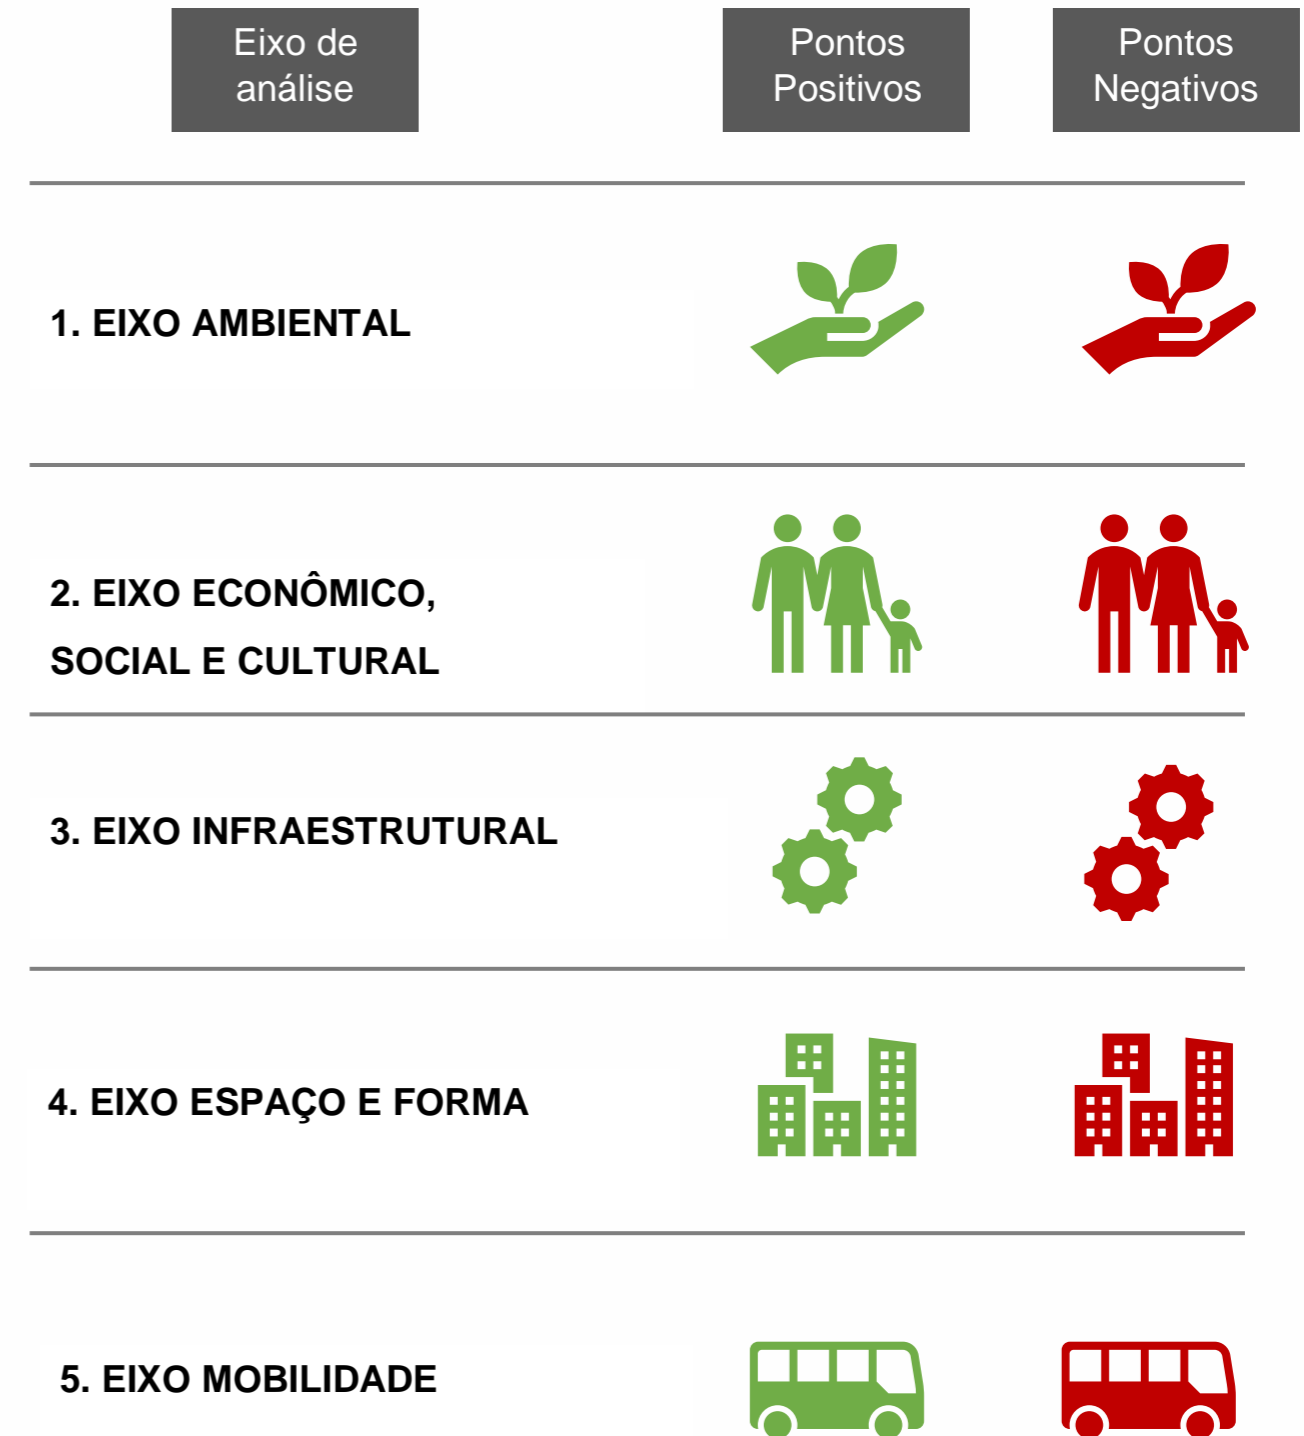 Eixo de
análise
Pontos
Positivos
Pontos
Negativos
1. EIXO AMBIENTAL
2. EIXO ECONÔMICO,
SOCIAL E CULTURAL
3. EIXO INFRAESTRUTURAL
4. EIXO ESPAÇO E FORMA
5. EIXO MOBILIDADE